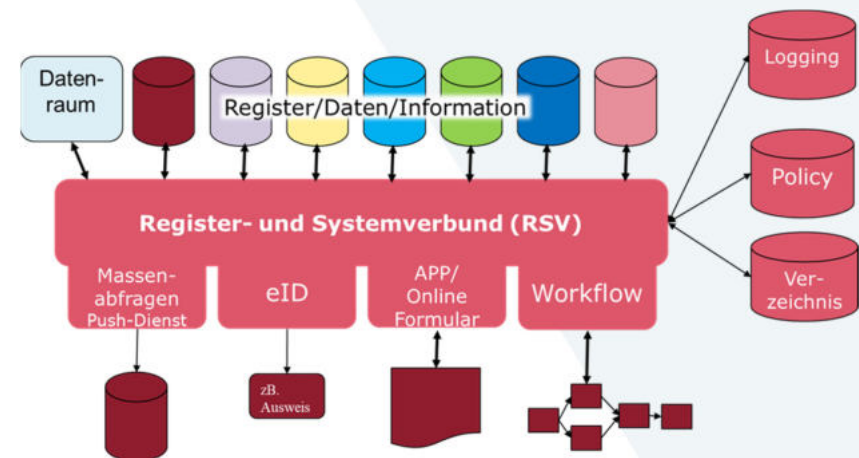 Daten-
raum
Register/Daten/Information
Logging
Policy
Ver-
zeichnis
Register- und Systemverbund (RSV)
Massen-
abfragen
Push-Dienst
eID
APP/
Online
Formular
Workflow
zB.
Ausweis